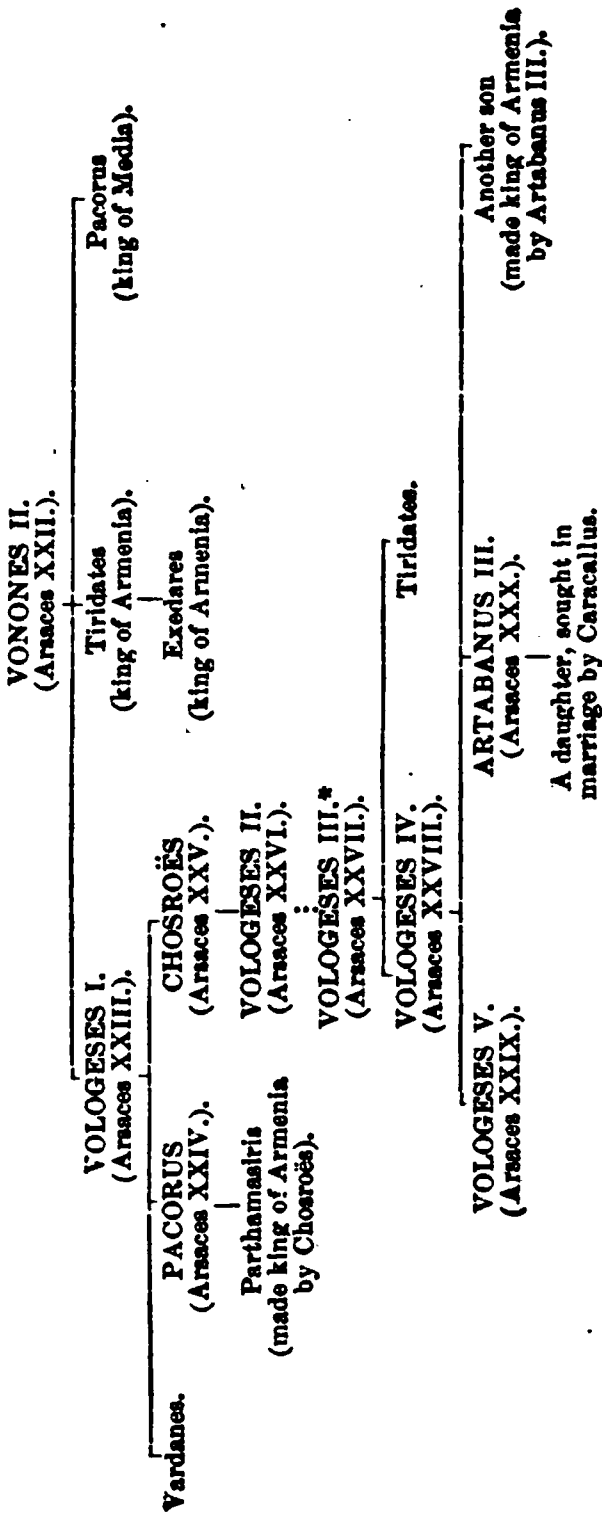 VONONES II.
(Arsaces XXII.).
VOLOGESES I.
(Arsaces XXIII.).
Tiridates
(king of Armenia).
Pacorus
(king of Media).
Exedares
(king of Armenia).
Vardanes.
PACORUS
(Arsaces XXIV.).
CHOSROËS
(Arsaces XXV.).
Parthamasiris
(made king of Armenia
by Chosroës).
VOLOGESES II.
(Arsaces XXVI.).
VOLOGESES III.*
(Arsaces XXVII.).
VOLOGESES IV.
(Arsaces XXVIII.).
Tiridates.
VOLOGESES V.
(Arsaces XXIX.).
ARTABANUS III.
(Arsaces XXX.).
Another son
(made king of Armenia
by Artabanus III.).
A daughter, sought in
marriage by Caracallus.